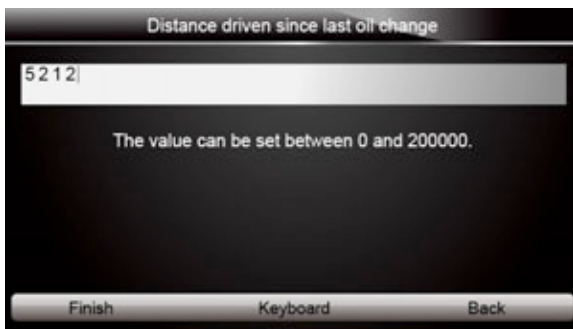 Distance driven since last oil change
5212
The value can be set between 0 and 200000.
Finish Keyboard Back